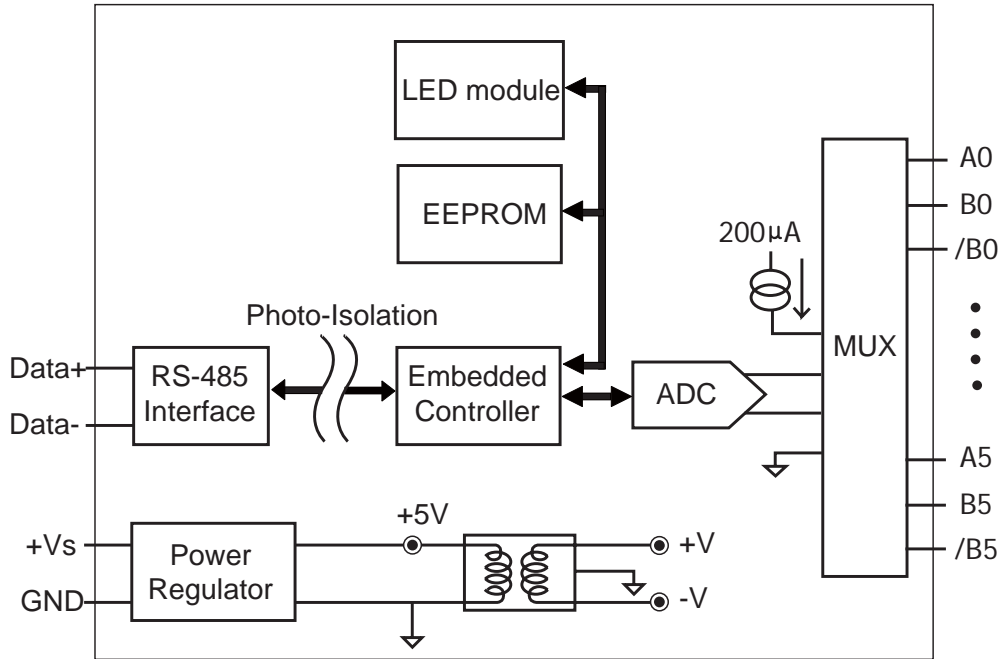 LED module
EEPROM
A0
B0
/B0
200µA
Photo-Isolation
Data+
Data-
RS-485
Interface
Embedded
Controller
ADC
MUX
A5
B5
/B5
+5V
+Vs
GND
Power
Regulator
+V
-V